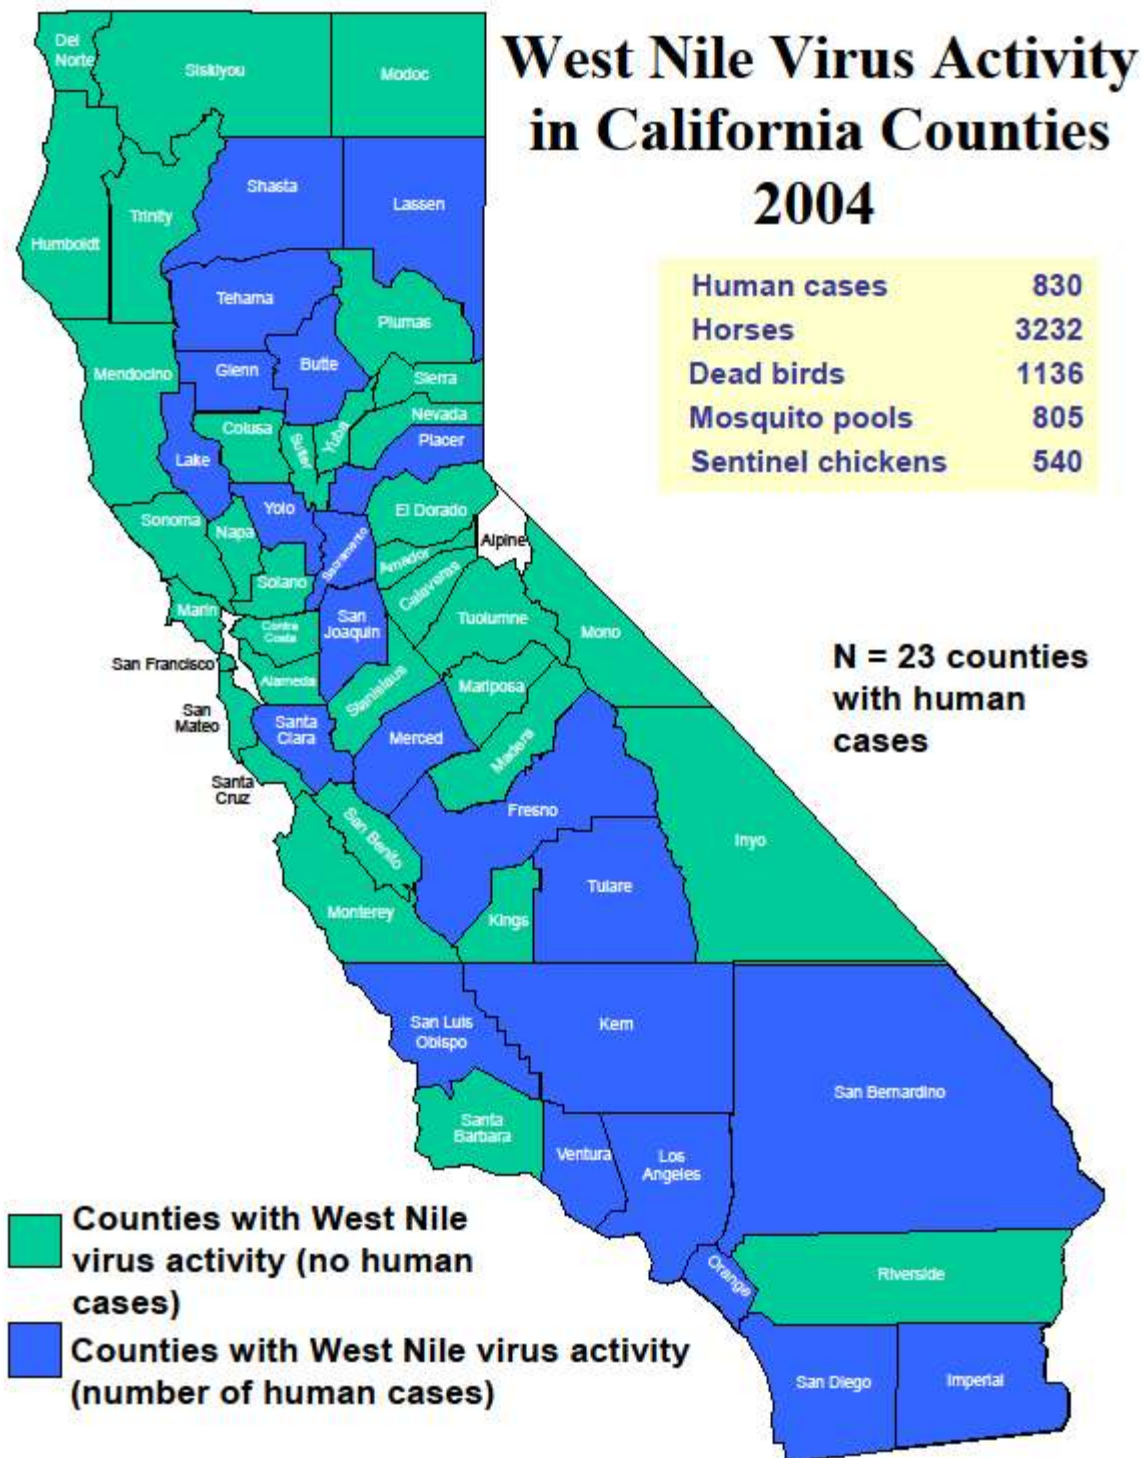 West Nile Virus Activity
in California Counties
2004
Human cases 830
Horses 3232
Dead birds 1136
Mosquito pools 805
Sentinel chickens 540
N = 23 counties
with human
cases
Del
Norte
Siskiyou
Modoc
Shasta
Lassen
Trinity
Humboldt
Tehama
Plumas
Butte
Glenn
Mendocino
Sierra
Nevada
Colusa
Suter
Yuba
Placer
Lake
Yolo
El Dorado
Sonoma
Napa
Sacramento
Alpine
Amador
Solano
Calaveras
Marin
San
Joaquin
Tuolumne
Contra
Costa
Mono
San Francisco
Alameda
Stanislaus
Mariposa
San
Mateo
Santa
Clara
Merced
Madera
Santa
Cruz
Fresno
San Benito
Inyo
Tulare
Monterey
Kings
San Luis
Obispo
Kern
San Bernardino
Santa
Barbara
Ventura
Los
Angeles
Orange
Riverside
San Diego
Imperial
Counties with West Nile
virus activity (no human
cases)
Counties with West Nile virus activity
(number of human cases)